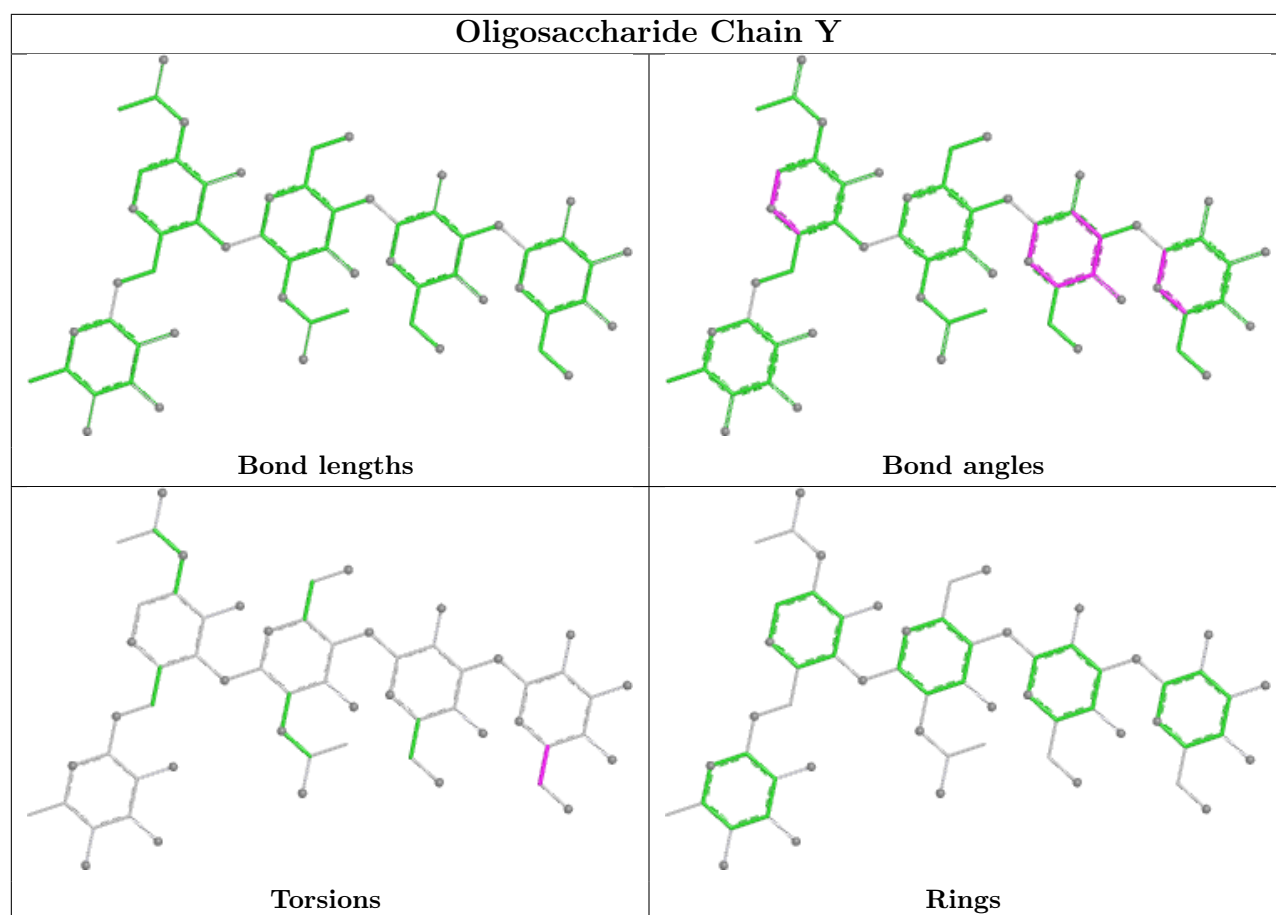 Oligosaccharide Chain Y
Bond lengths
Bond angles
Torsions
Rings